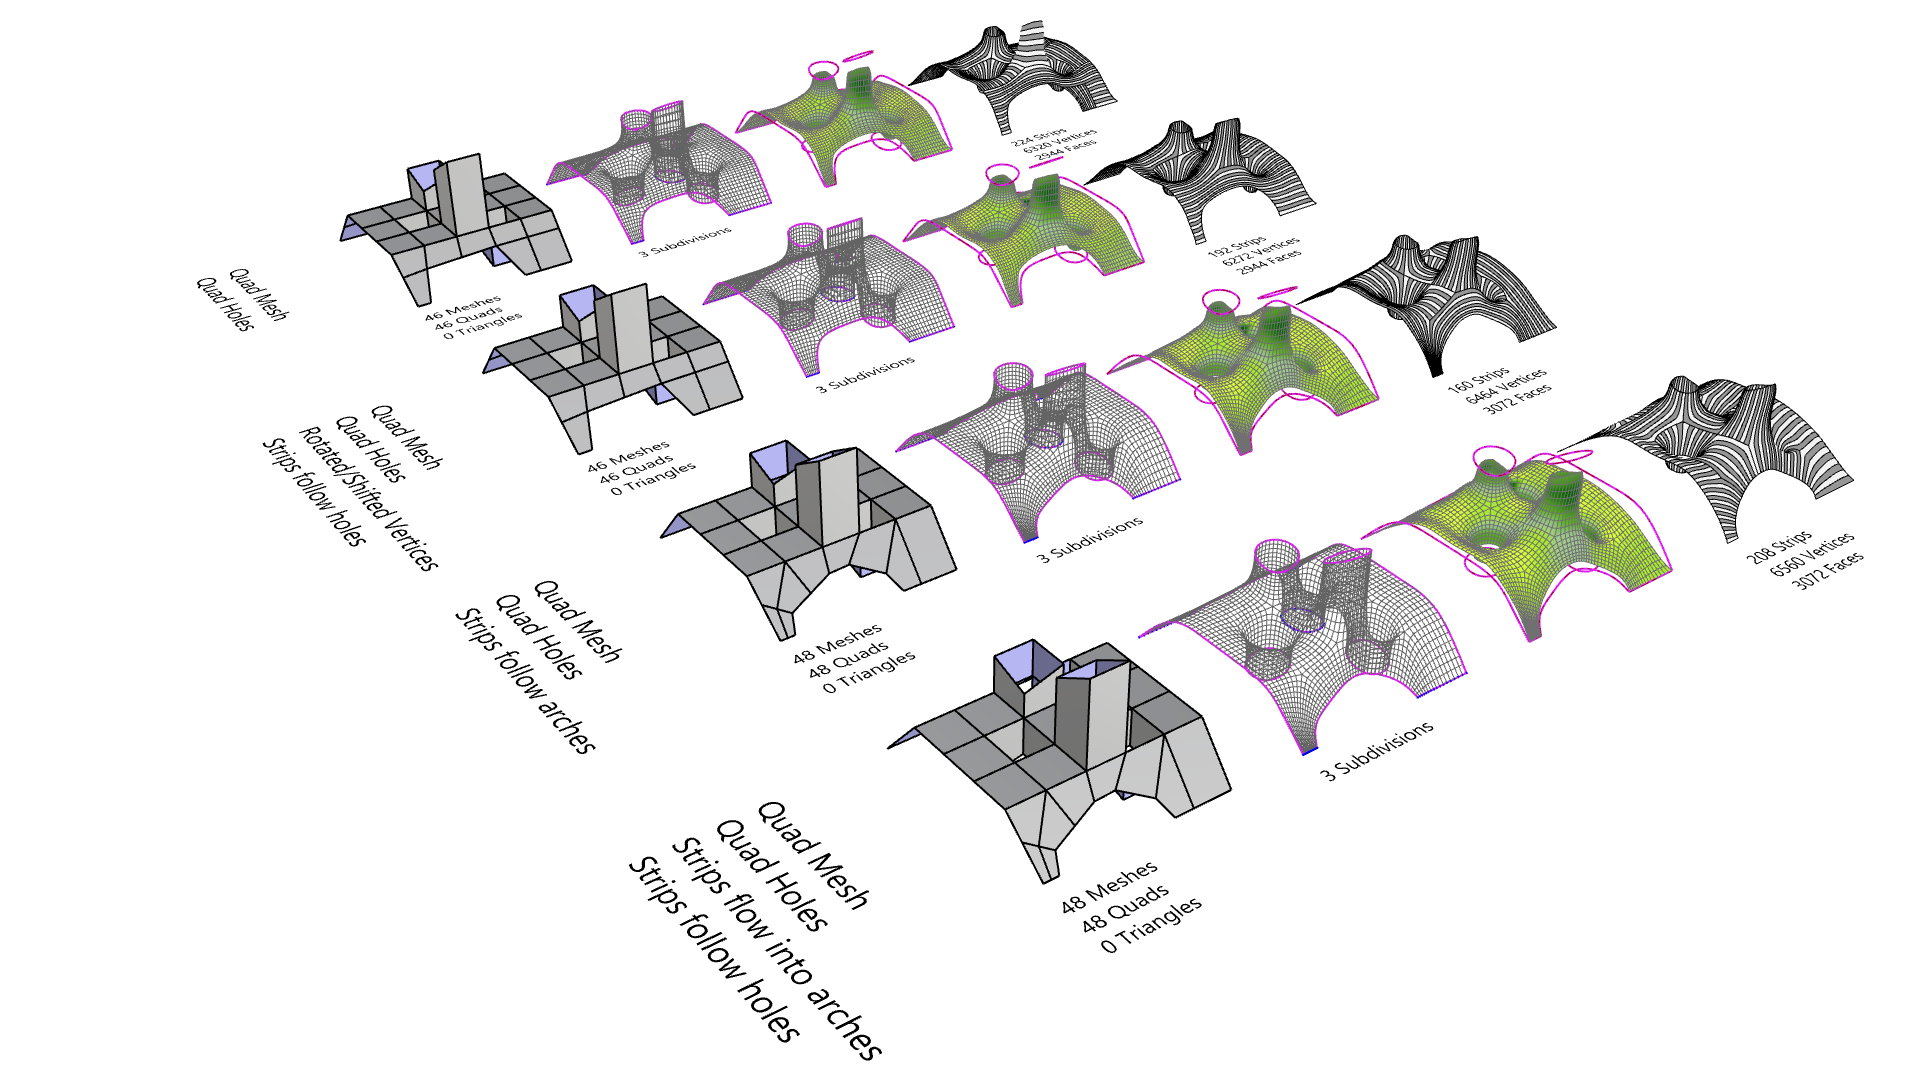 Quad Mesh
Quad Holes
46 Meshes
46 Quads
0 Triangles
3 Subdivisions
224 Strips
6320 Vertices
2944 Faces
Quad Mesh
Quad Holes
Rotated/Shifted Vertices
Strips follow holes
46 Meshes
46 Quads
0 Triangles
3 Subdivisions
192 Strips
6272 Vertices
2944 Faces
Quad Mesh
Quad Holes
Strips follow arches
48 Meshes
48 Quads
0 Triangles
3 Subdivisions
160 Strips
6464 Vertices
3072 Faces
Quad Mesh
Quad Holes
Strips flow into arches
Strips follow holes
48 Meshes
48 Quads
0 Triangles
3 Subdivisions
208 Strips
6560 Vertices
3072 Faces